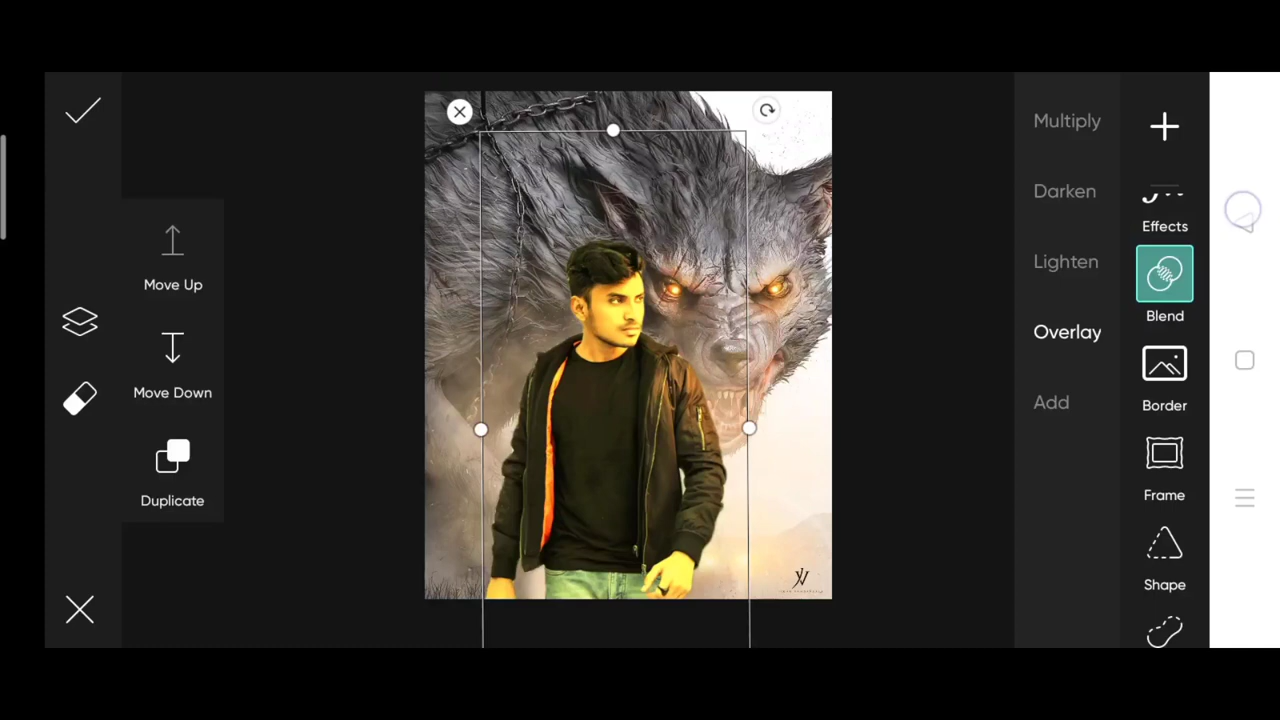 Move Up
Move Down
Duplicate
Multiply
Darken
Lighten
Overlay
Add
Effects
Blend
Border
Frame
Shape